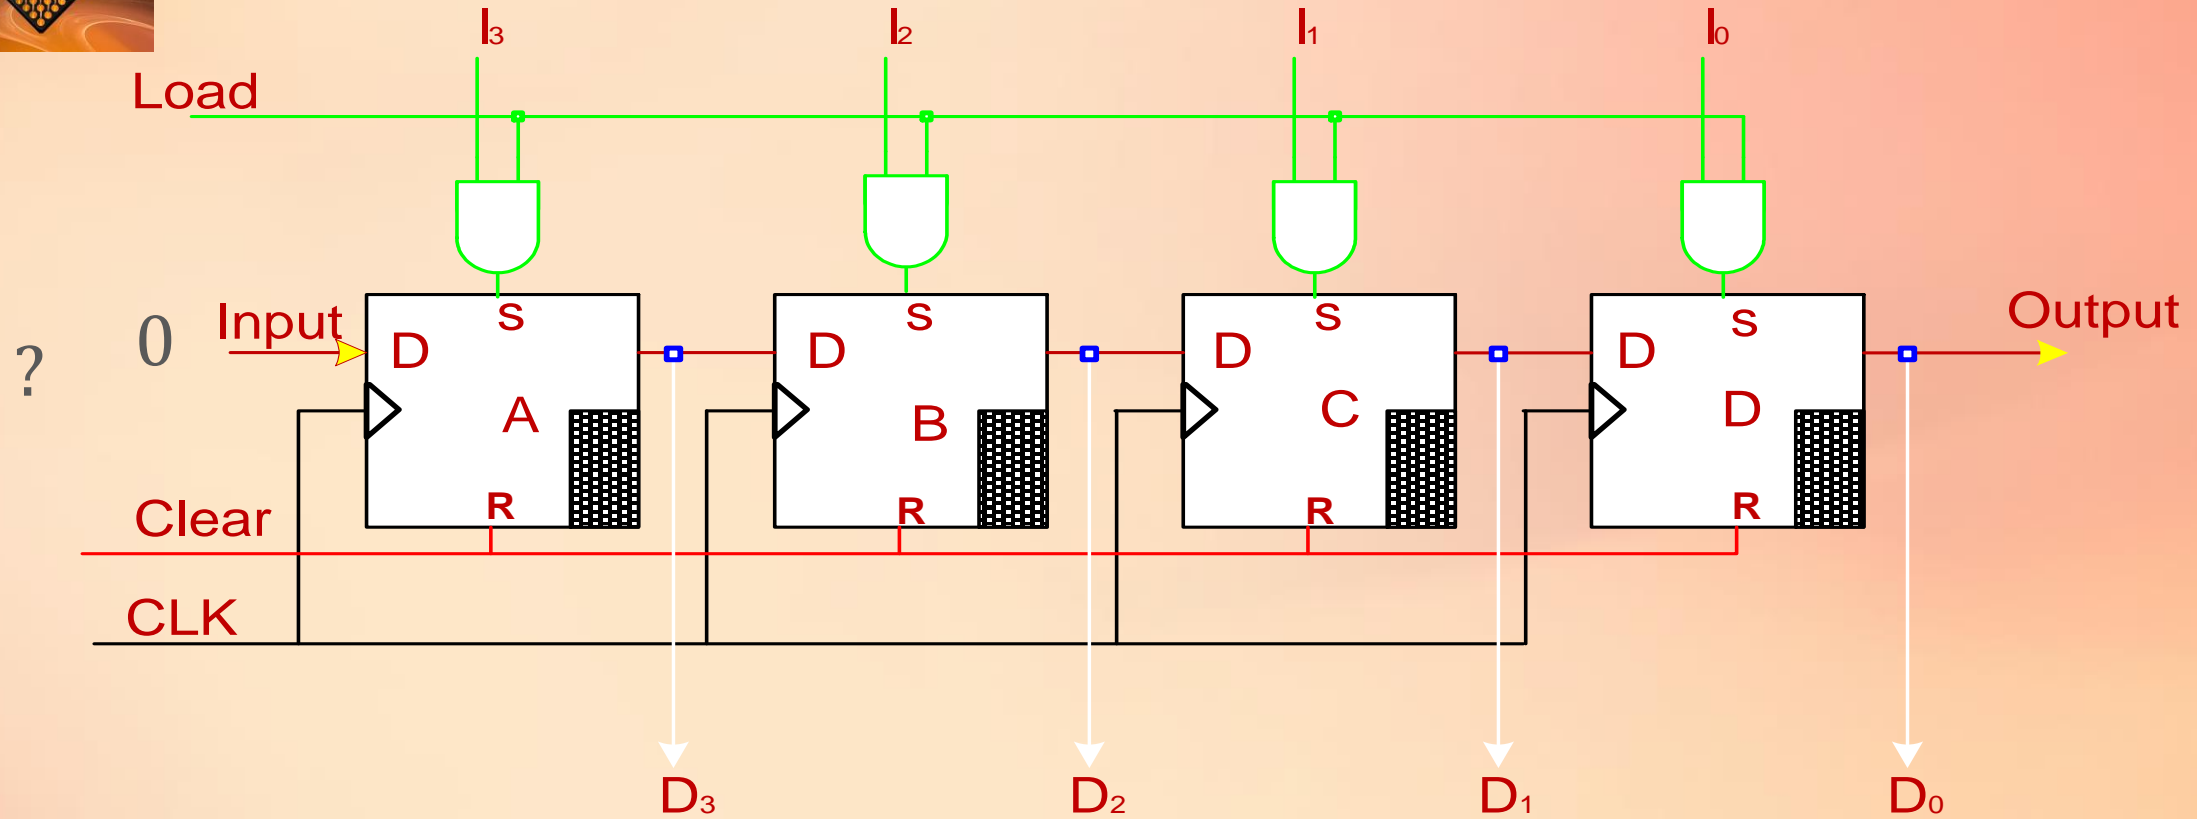 I₃ I₂ I₁ I₀
Load
S S S S
Input Output
0
?
D D D D
A B C D
R R R R
Clear
CLK
D₃ D₂ D₁ D₀